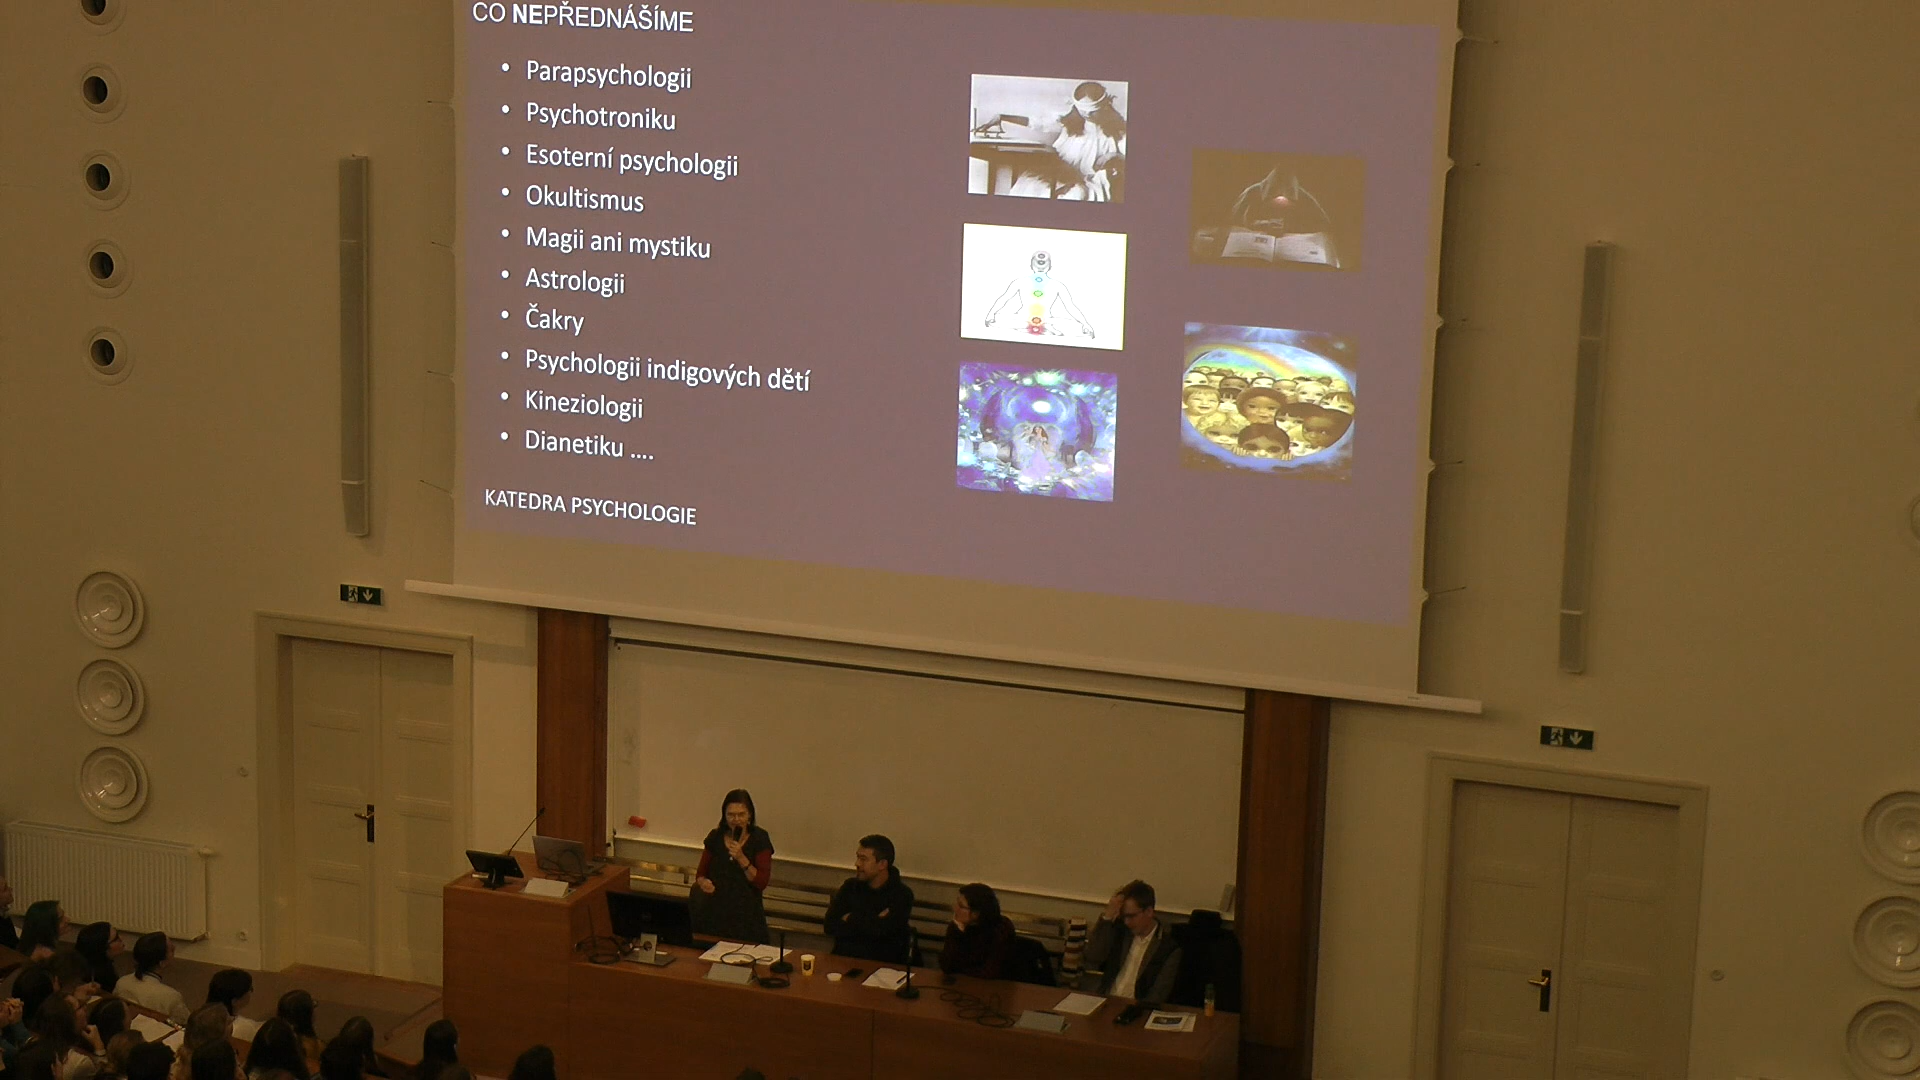 CO NEPŘEDNÁŠÍME
• Parapsychologii
• Psychotroniku
• Esoterní psychologii
• Okultismus
• Magii ani mystiku
• Astrologii
• Čakry
• Psychologii indigových dětí
• Kineziologii
• Dianetiku ....
KATEDRA PSYCHOLOGIE